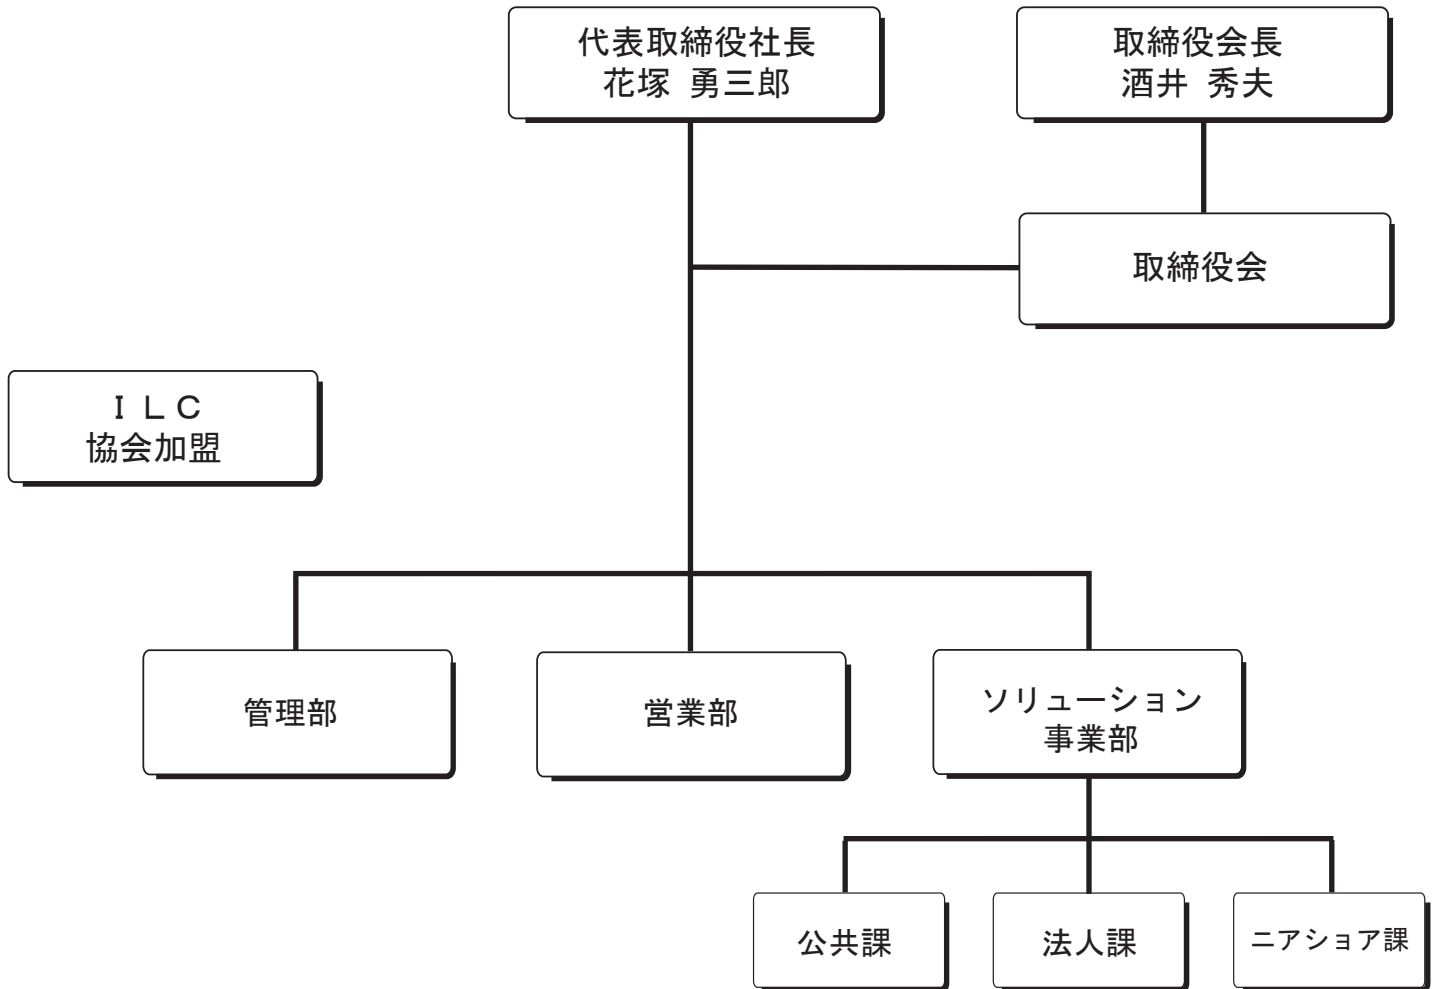 代表取締役社長
花塚 勇三郎
取締役会長
酒井 秀夫
取締役会
ＩＬＣ
協会加盟
管理部
営業部
ソリューション
事業部
公共課
法人課
ニアショア課